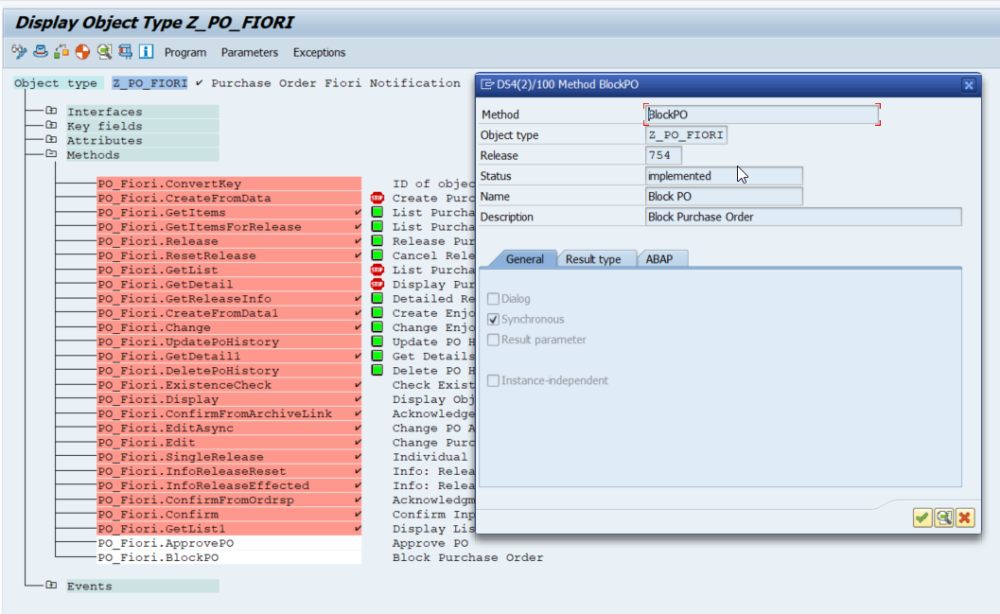 Display Object Type Z_PO_FIORI
Program Parameters Exceptions
Object type Z_PO_FIORI ✔ Purchase Order Fiori Notification
Interfaces
Key fields
Attributes
Methods
PO_Fiori.ConvertKey ID of objec
PO_Fiori.CreateFromData STOP Create Purc
PO_Fiori.GetItems ✔ List Purcha
PO_Fiori.GetItemsForRelease ✔ List Purcha
PO_Fiori.Release ✔ Release Pur
PO_Fiori.ResetRelease ✔ Cancel Rele
PO_Fiori.GetList STOP List Purcha
PO_Fiori.GetDetail STOP Display Pur
PO_Fiori.GetReleaseInfo ✔ Detailed Re
PO_Fiori.CreateFromData1 ✔ Create Enjo
PO_Fiori.Change ✔ Change Enjo
PO_Fiori.UpdatePoHistory Update PO H
PO_Fiori.GetDetail1 ✔ Get Details
PO_Fiori.DeletePoHistory Delete PO H
PO_Fiori.ExistenceCheck ✔ Check Exist
PO_Fiori.Display ✔ Display Obj
PO_Fiori.ConfirmFromArchiveLink ✔ Acknowledge
PO_Fiori.EditAsync ✔ Change PO A
PO_Fiori.Edit ✔ Change Purc
PO_Fiori.SingleRelease ✔ Individual
PO_Fiori.InfoReleaseReset ✔ Info: Relea
PO_Fiori.InfoReleaseEffected ✔ Info: Relea
PO_Fiori.ConfirmFromOrdrsp ✔ Acknowledgm
PO_Fiori.Confirm ✔ Confirm Inp
PO_Fiori.GetList1 ✔ Display Lis
PO_Fiori.ApprovePO Approve PO
PO_Fiori.BlockPO Block Purchase Order
Events
DS4(2)/100 Method BlockPO
Method BlockPO
Object type Z_PO_FIORI
Release 754
Status implemented
Name Block PO
Description Block Purchase Order
General Result type ABAP
Dialog
Synchronous
Result parameter
Instance-independent